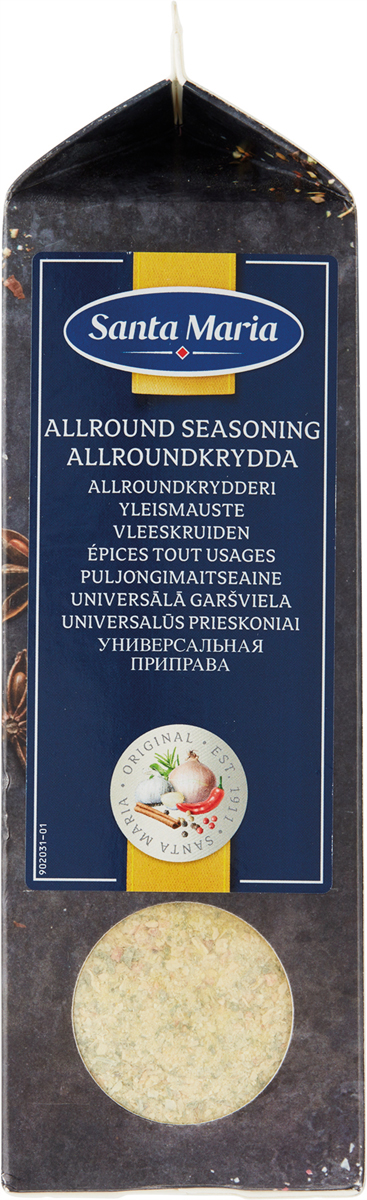 Santa Maria
ALLROUND SEASONING
ALLROUNDKRYDDA
ALLROUNDKRYDDERI
YLEISMAUSTE
VLEESKRUIDEN
ÉPICES TOUT USAGES
PULJONGIMAITSEAINE
UNIVERSĀLĀ GARŠVIELA
UNIVERSALŪS PRIESKONIAI
УНИВЕРСАЛЬНАЯ
ПРИПРАВА
ORIGINAL • EST. 1911 • SANTA MARIA •
902031-01